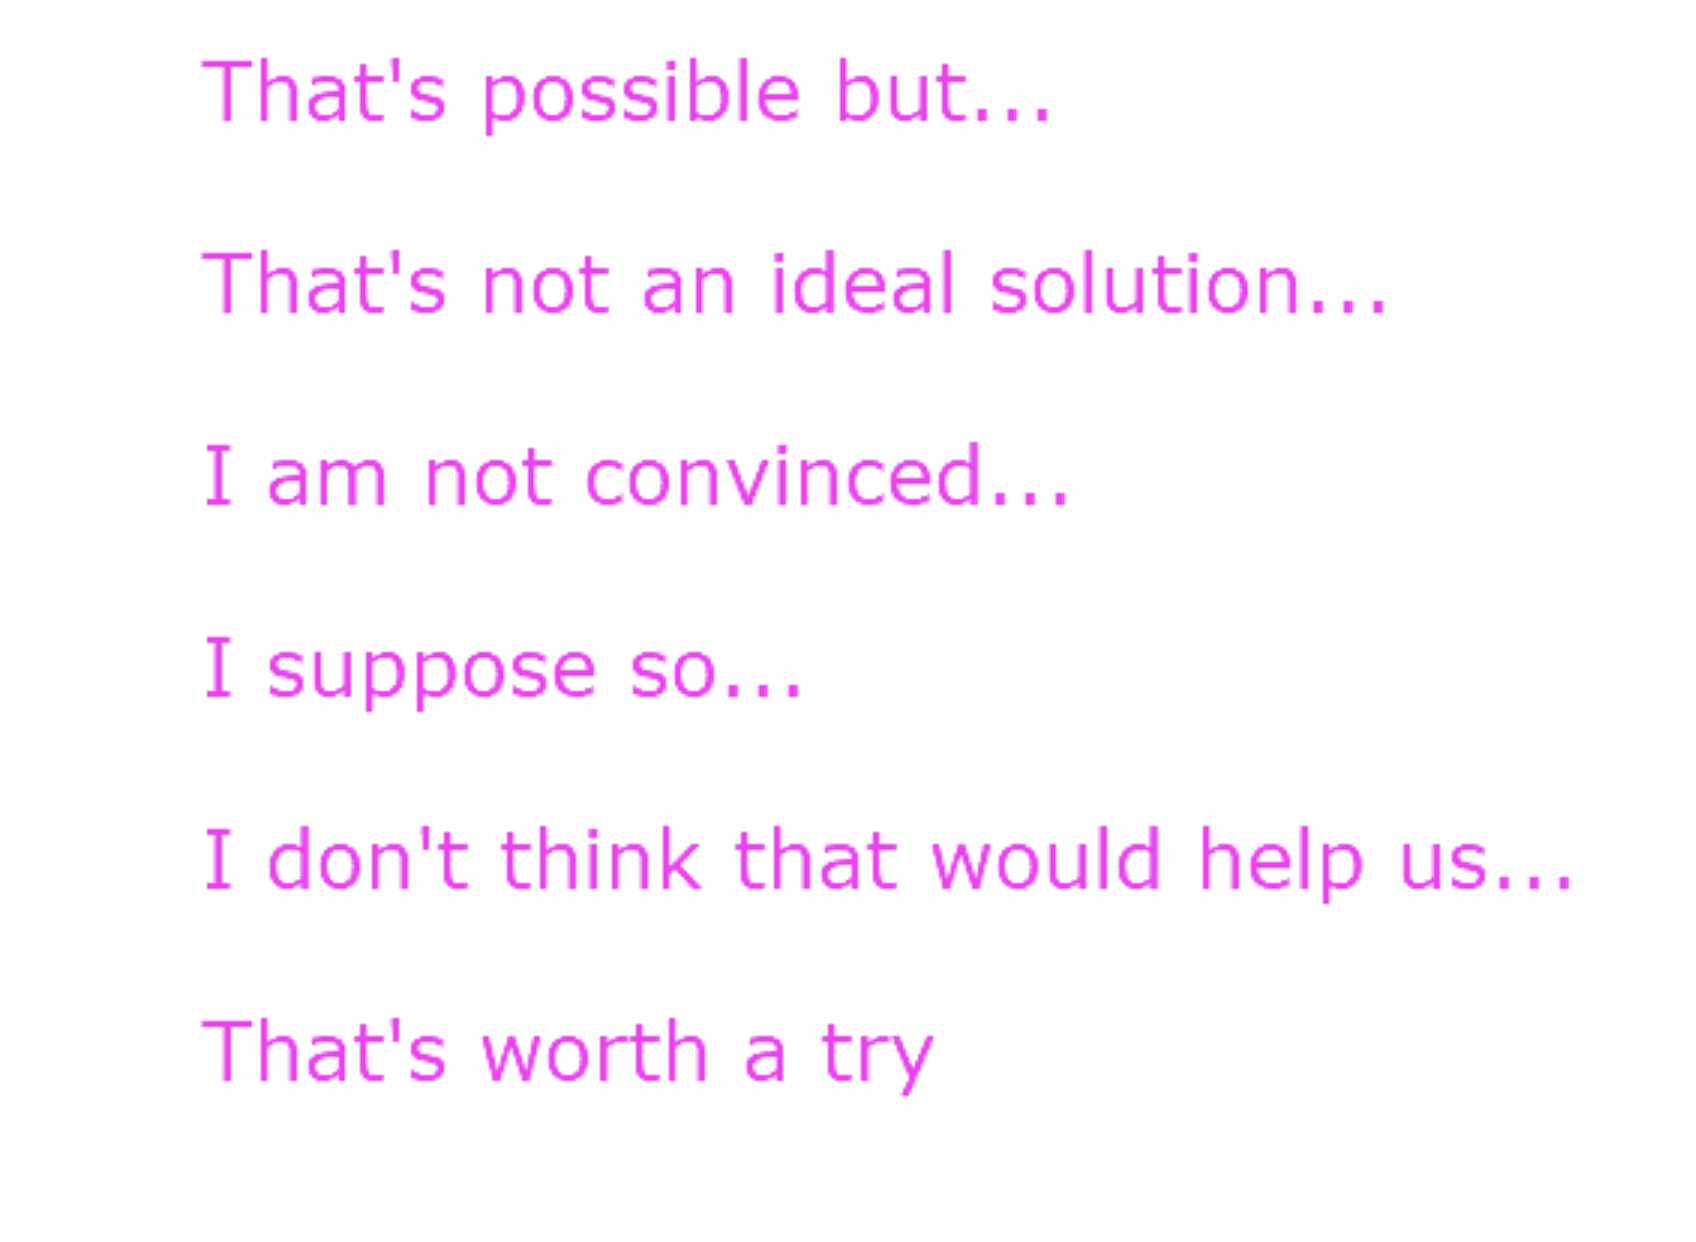 That's possible but...
That's not an ideal solution...
I am not convinced...
I suppose so...
I don't think that would help us...
That's worth a try